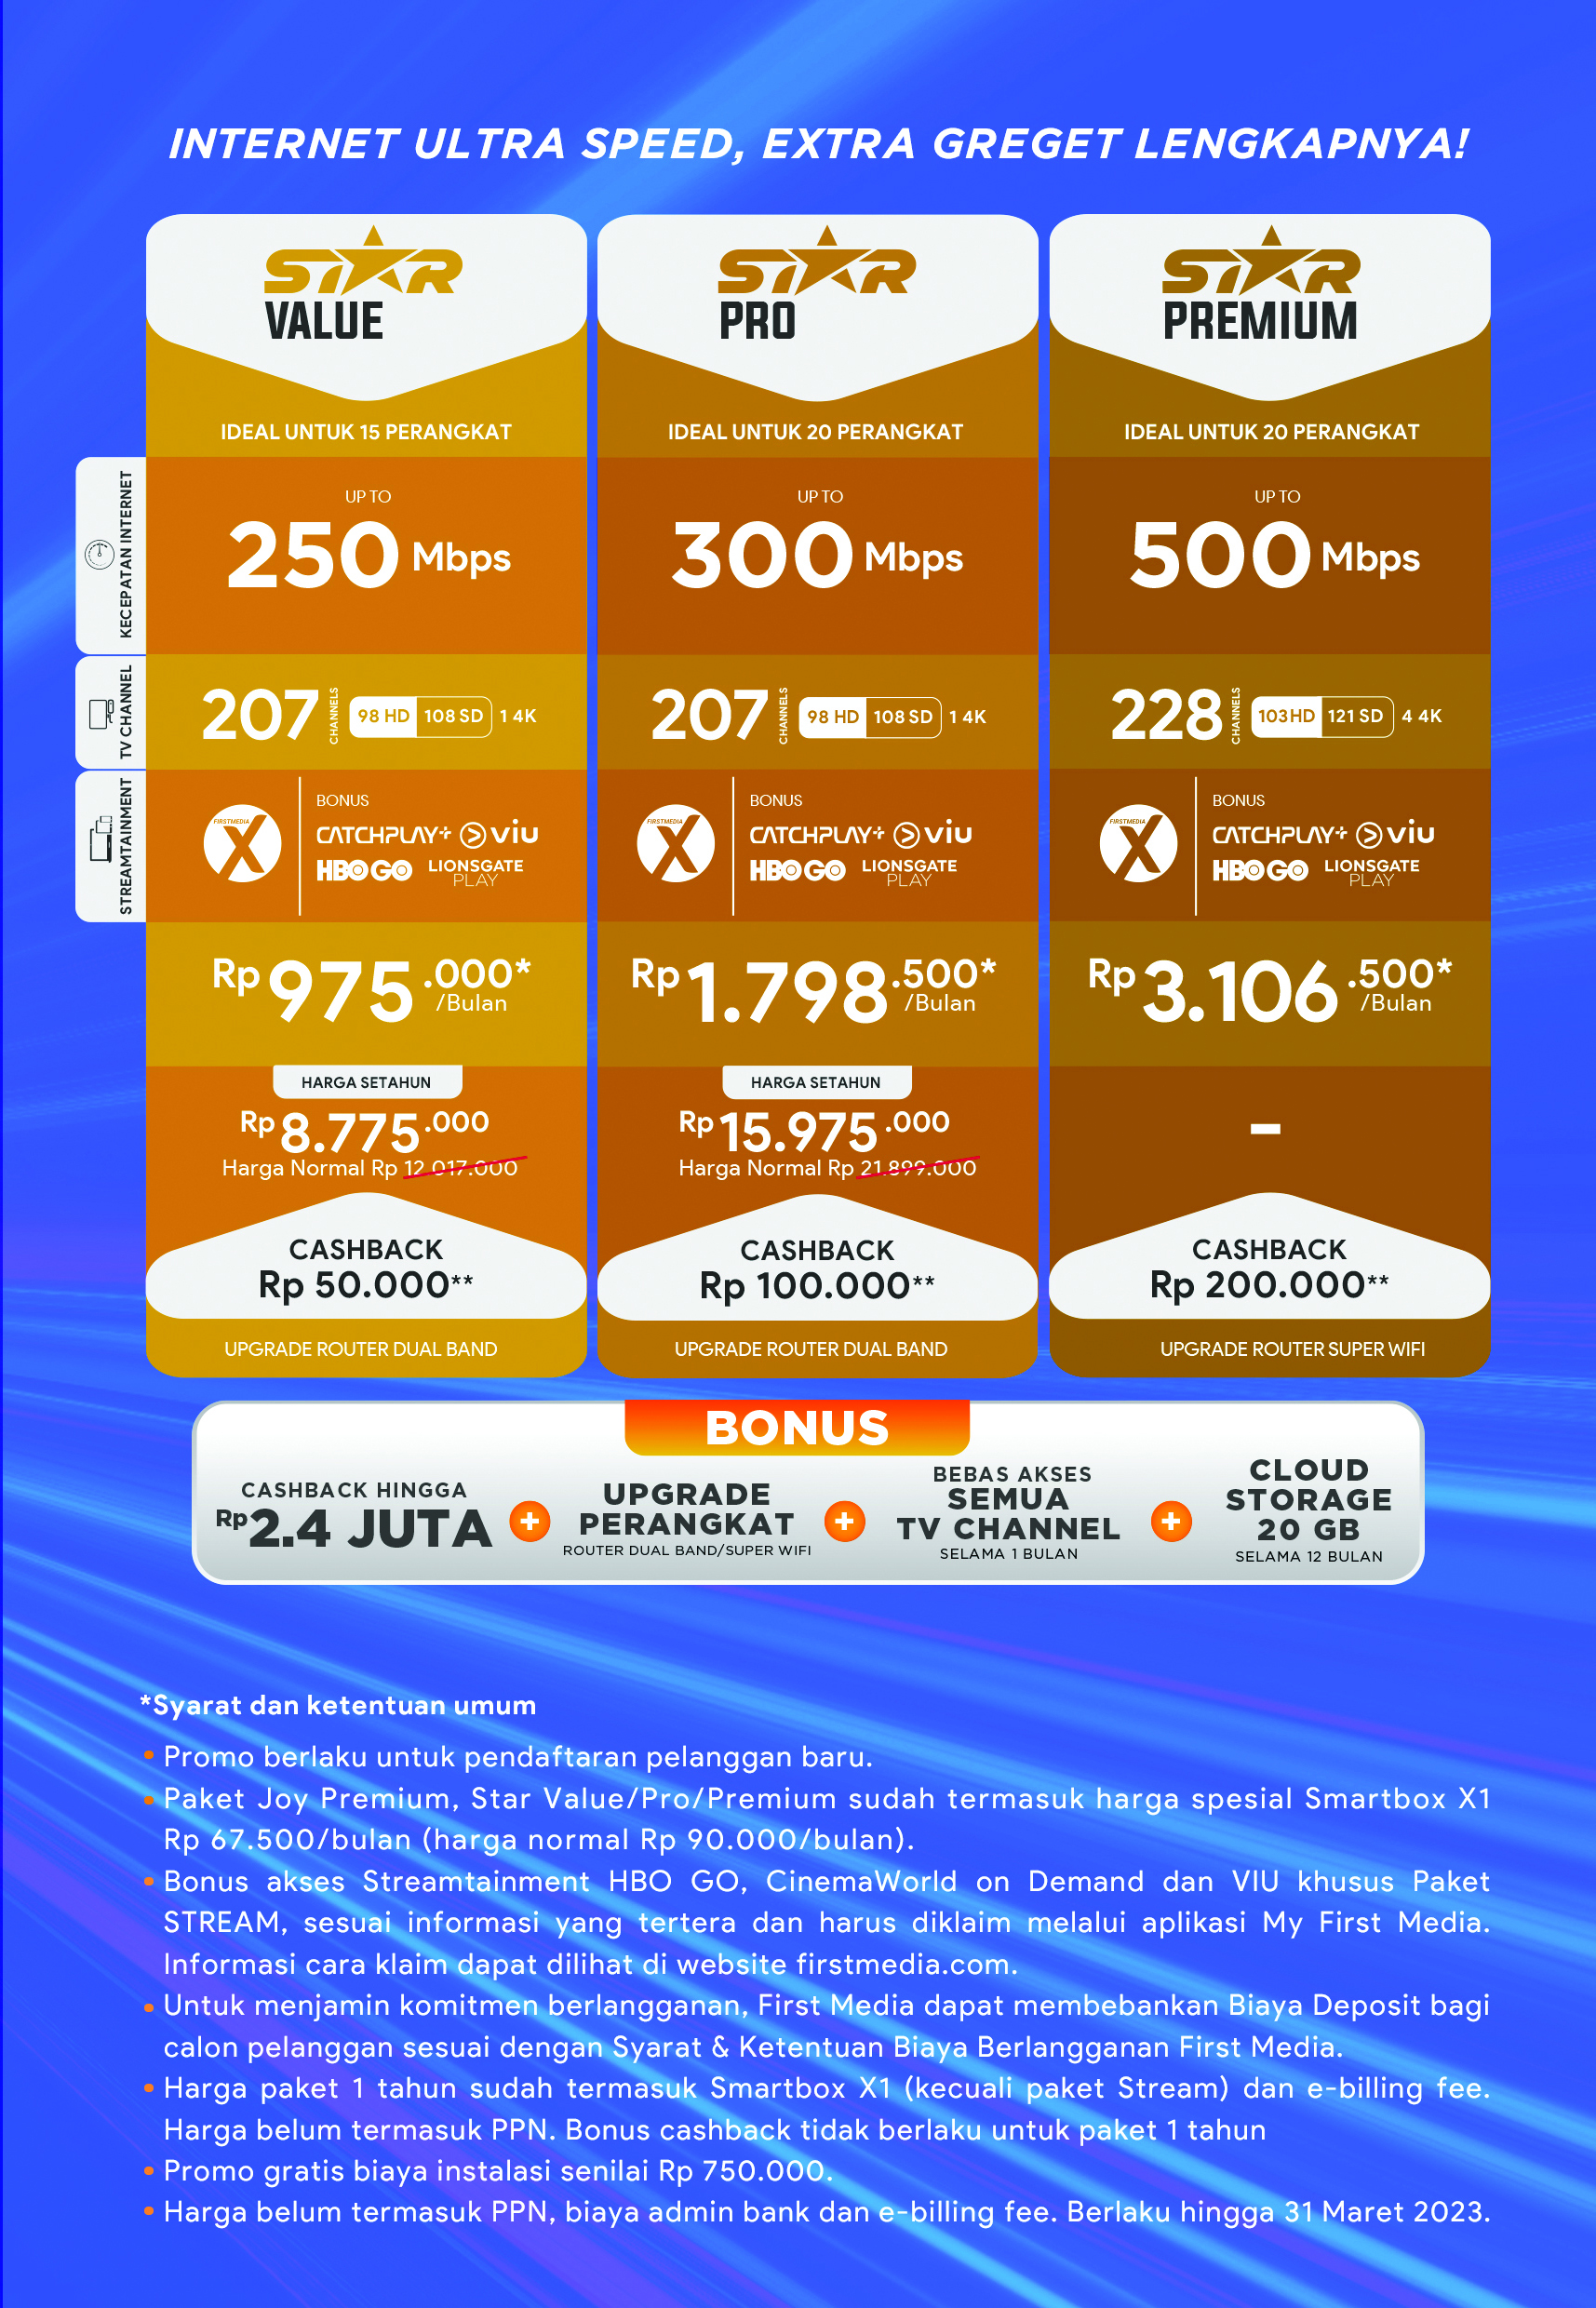 INTERNET ULTRA SPEED, EXTRA GREGET LENGKAPNYA!
STAR
VALUE
IDEAL UNTUK 15 PERANGKAT
STAR
PRO
IDEAL UNTUK 20 PERANGKAT
STAR
PREMIUM
IDEAL UNTUK 20 PERANGKAT
KECEPATAN INTERNET
UP TO
250 Mbps
UP TO
300 Mbps
UP TO
500 Mbps
TV CHANNEL
207 CHANNELS 98 HD 108 SD 1 4K
207 CHANNELS 98 HD 108 SD 1 4K
228 CHANNELS 103 HD 121 SD 4 4K
STREAMTAINMENT
FIRSTMEDIA X
BONUS
CATCHPLAY+ viu
HBO GO LIONSGATE PLAY
FIRSTMEDIA X
BONUS
CATCHPLAY+ viu
HBO GO LIONSGATE PLAY
FIRSTMEDIA X
BONUS
CATCHPLAY+ viu
HBO GO LIONSGATE PLAY
Rp 975.000* /Bulan
Rp 1.798.500* /Bulan
Rp 3.106.500* /Bulan
HARGA SETAHUN
Rp 8.775.000
Harga Normal Rp 12.017.000
HARGA SETAHUN
Rp 15.975.000
Harga Normal Rp 21.899.000
-
CASHBACK
Rp 50.000**
CASHBACK
Rp 100.000**
CASHBACK
Rp 200.000**
UPGRADE ROUTER DUAL BAND
UPGRADE ROUTER DUAL BAND
UPGRADE ROUTER SUPER WIFI
BONUS
CASHBACK HINGGA
Rp 2.4 JUTA
+
UPGRADE
PERANGKAT
ROUTER DUAL BAND/SUPER WIFI
+
BEBAS AKSES
SEMUA
TV CHANNEL
SELAMA 1 BULAN
+
CLOUD
STORAGE
20 GB
SELAMA 12 BULAN
*Syarat dan ketentuan umum
• Promo berlaku untuk pendaftaran pelanggan baru.
• Paket Joy Premium, Star Value/Pro/Premium sudah termasuk harga spesial Smartbox X1
Rp 67.500/bulan (harga normal Rp 90.000/bulan).
• Bonus akses Streamtainment HBO GO, CinemaWorld on Demand dan VIU khusus Paket
STREAM, sesuai informasi yang tertera dan harus diklaim melalui aplikasi My First Media.
Informasi cara klaim dapat dilihat di website firstmedia.com.
• Untuk menjamin komitmen berlangganan, First Media dapat membebankan Biaya Deposit bagi
calon pelanggan sesuai dengan Syarat & Ketentuan Biaya Berlangganan First Media.
• Harga paket 1 tahun sudah termasuk Smartbox X1 (kecuali paket Stream) dan e-billing fee.
Harga belum termasuk PPN. Bonus cashback tidak berlaku untuk paket 1 tahun
• Promo gratis biaya instalasi senilai Rp 750.000.
• Harga belum termasuk PPN, biaya admin bank dan e-billing fee. Berlaku hingga 31 Maret 2023.